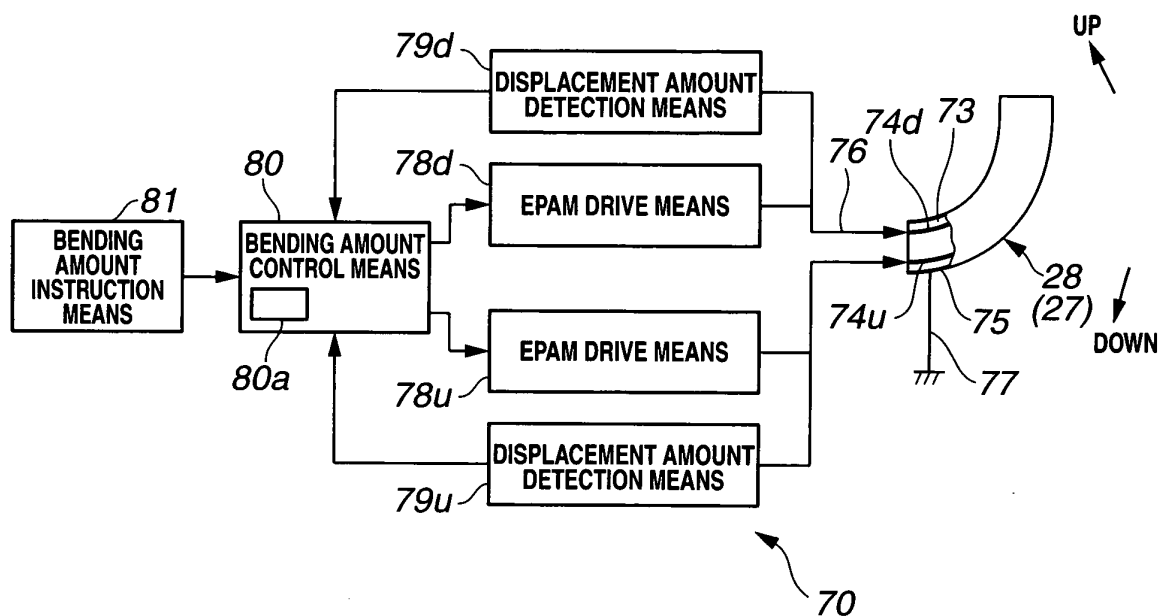 UP
79d
DISPLACEMENT AMOUNT
DETECTION MEANS
74d
73
76
78d
EPAM DRIVE MEANS
81
BENDING
AMOUNT
INSTRUCTION
MEANS
80
BENDING AMOUNT
CONTROL MEANS
80a
28
(27)
74u
75
DOWN
77
EPAM DRIVE MEANS
78u
DISPLACEMENT AMOUNT
DETECTION MEANS
79u
70